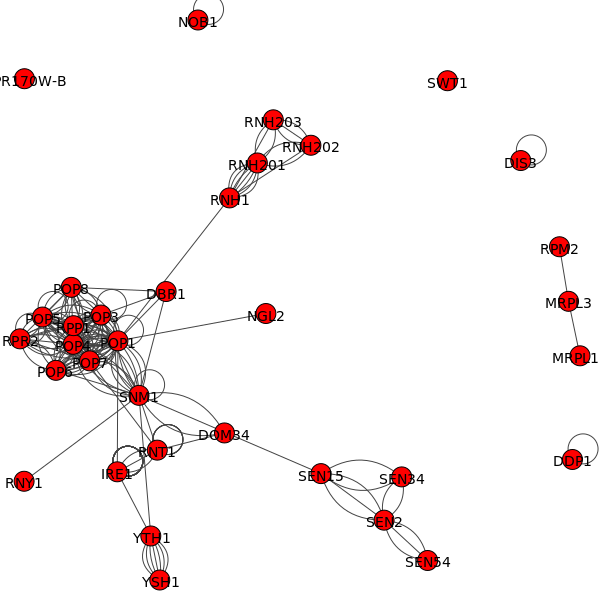 NOB1
PR170W-B
SWT1
RNH203
RNH202
DIS3
RNH201
RNH1
RPM2
POP8
DBR1
MRPL3
NGL2
POP5
POP3
RPP1
RPR2
POP4
POP1
MRPL1
POP7
POP6
SNM1
DOM34
RNT1
DDP1
IRE1
SEN15
SEN34
RNY1
SEN2
YTH1
SEN54
YSH1